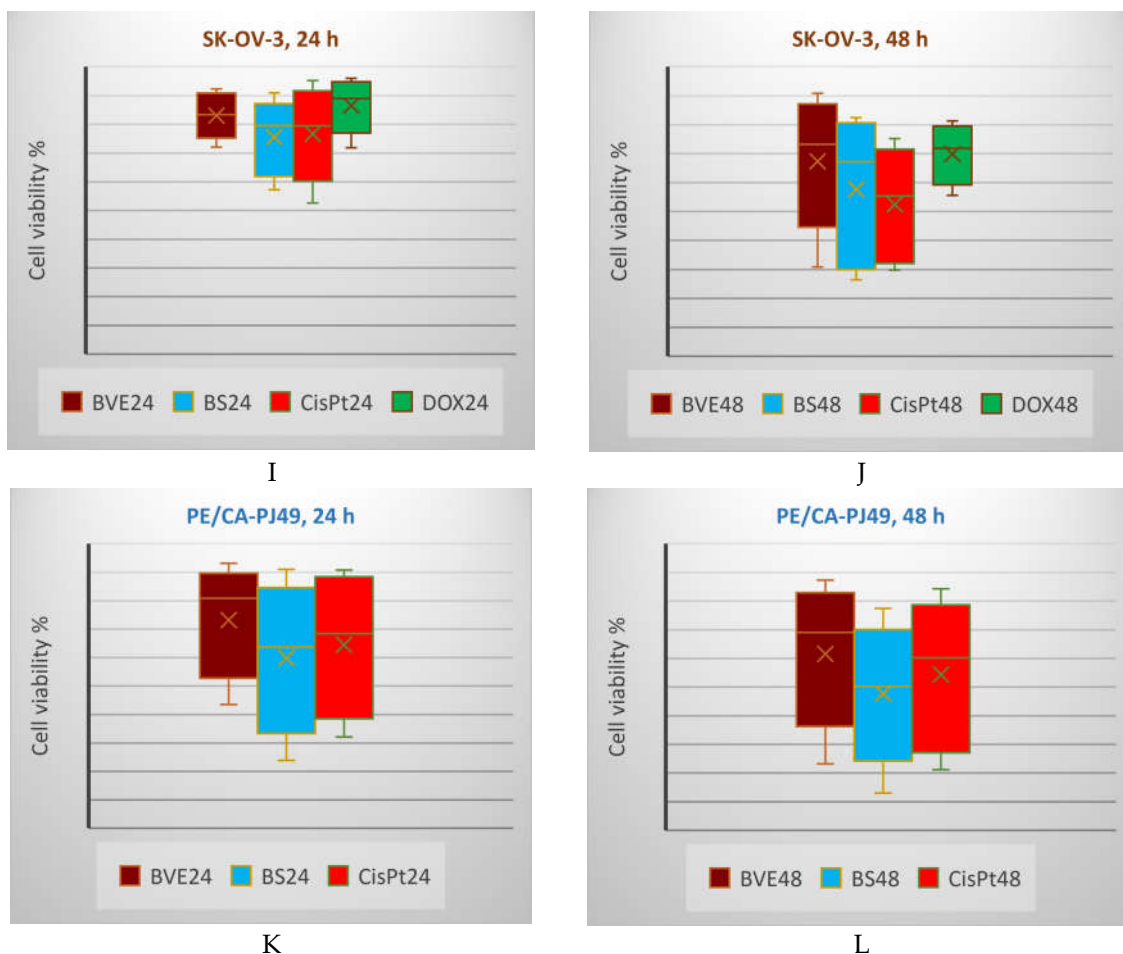 SK-OV-3, 24 h
Cell viability %
BVE24 BS24 CisPt24 DOX24
I
SK-OV-3, 48 h
Cell viability %
BVE48 BS48 CisPt48 DOX48
J
PE/CA-PJ49, 24 h
Cell viability %
BVE24 BS24 CisPt24
K
PE/CA-PJ49, 48 h
Cell viability %
BVE48 BS48 CisPt48
L